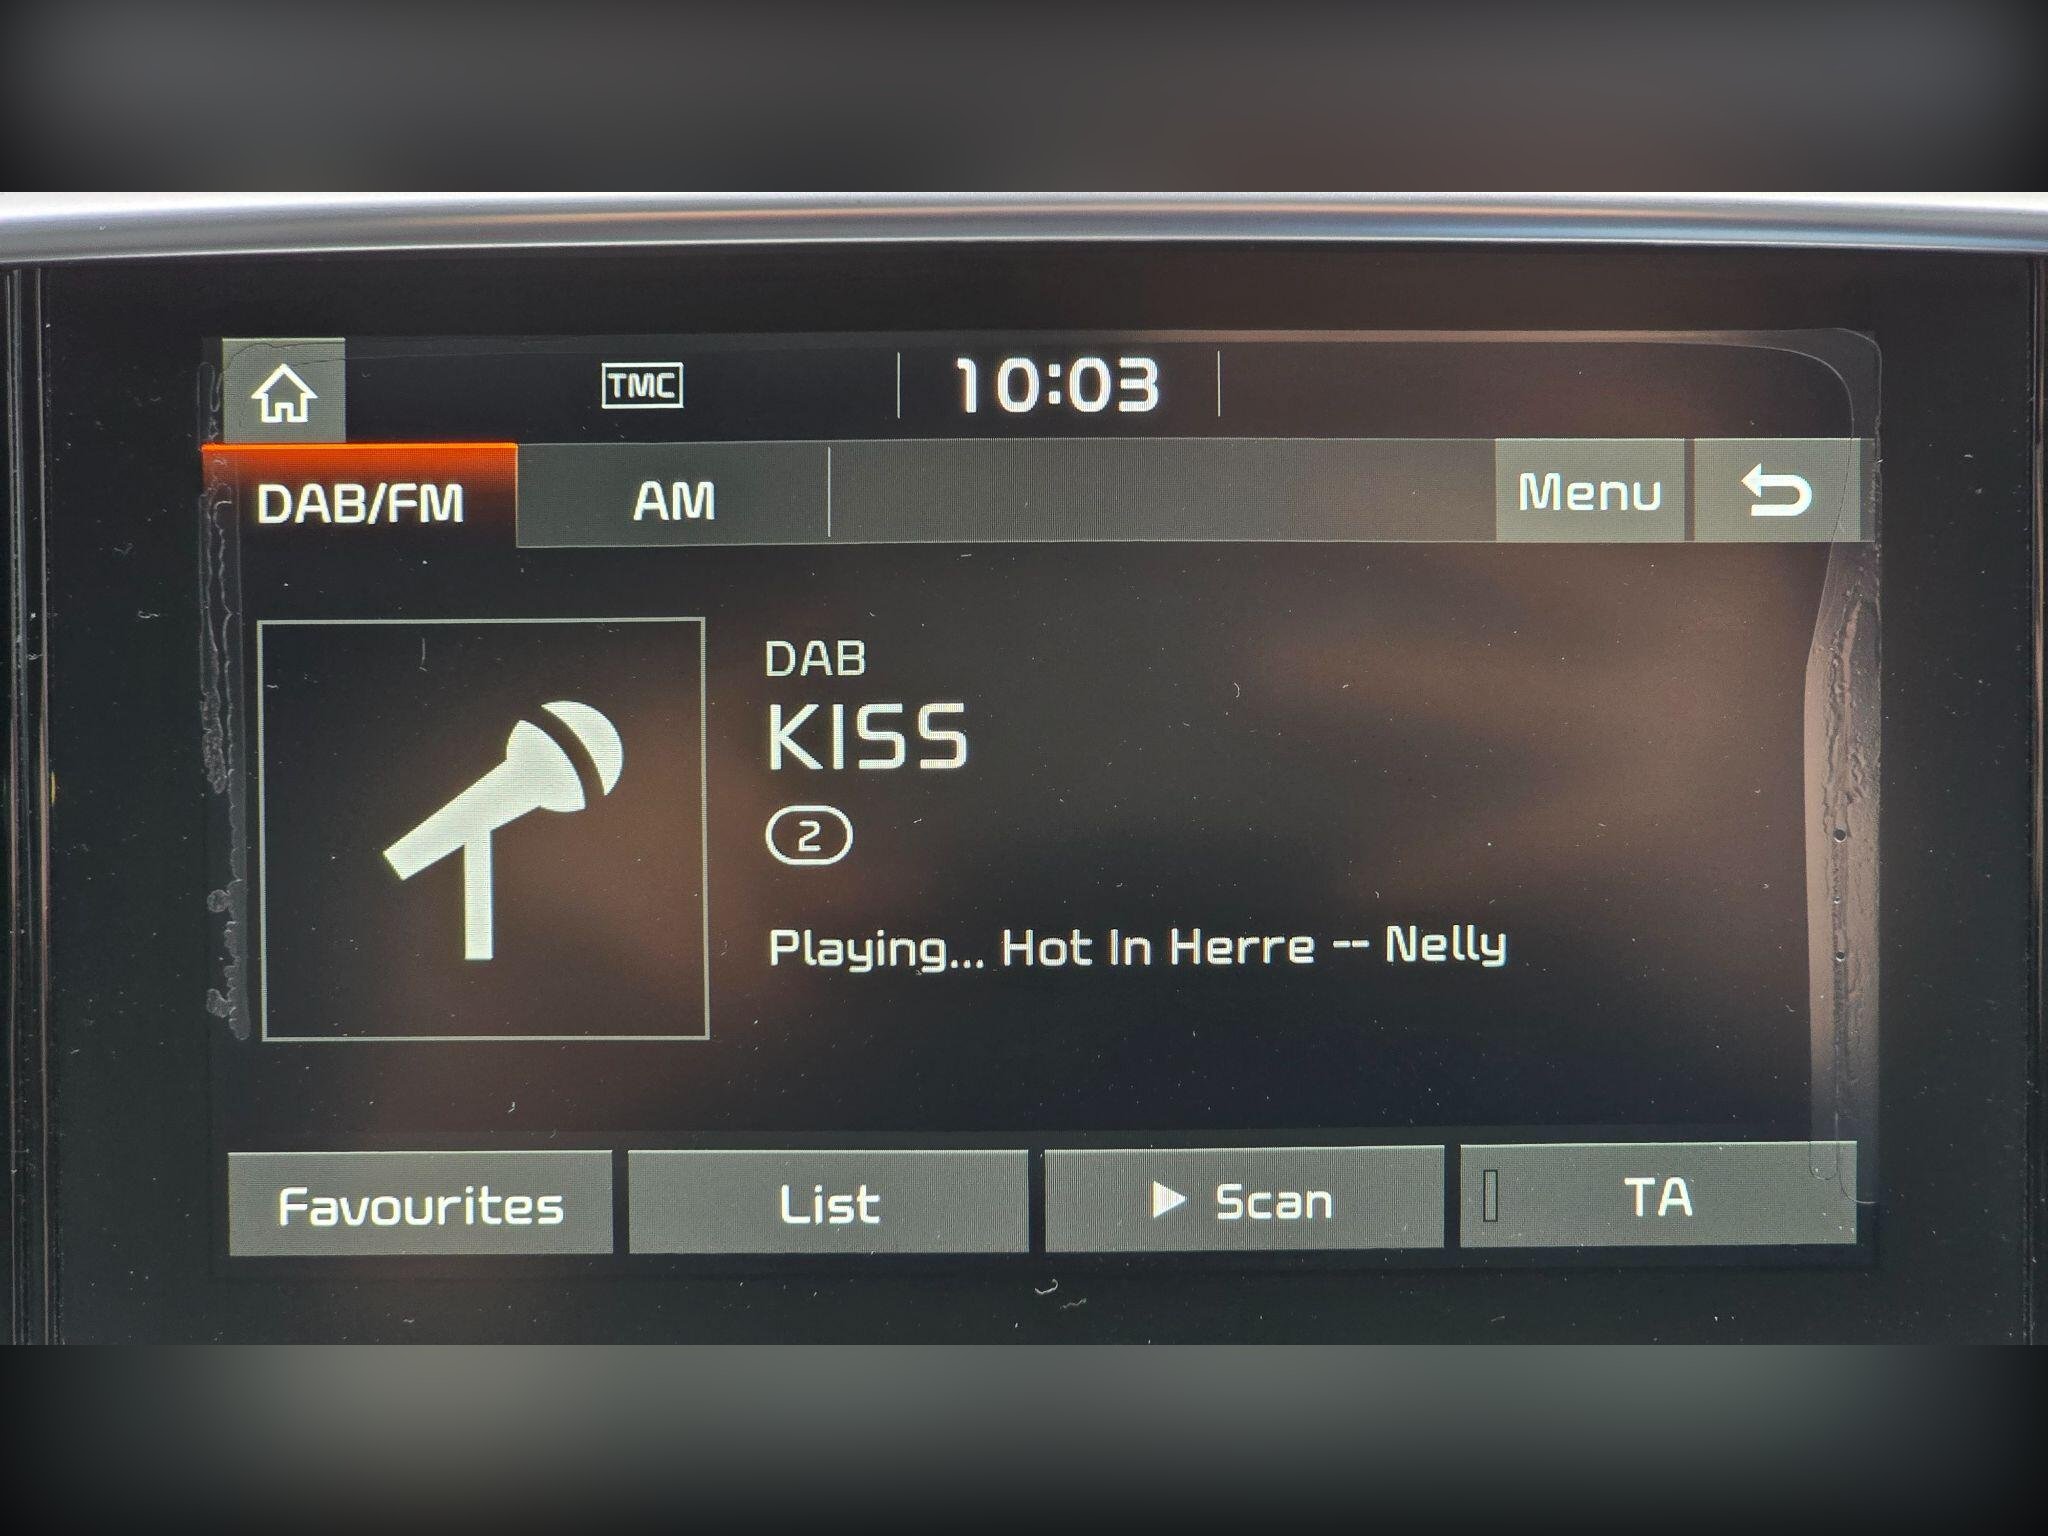 TMC
10:03
DAB/FM
AM
Menu
DAB
KISS
2
Playing... Hot In Herre -- Nelly
Favourites
List
Scan
TA